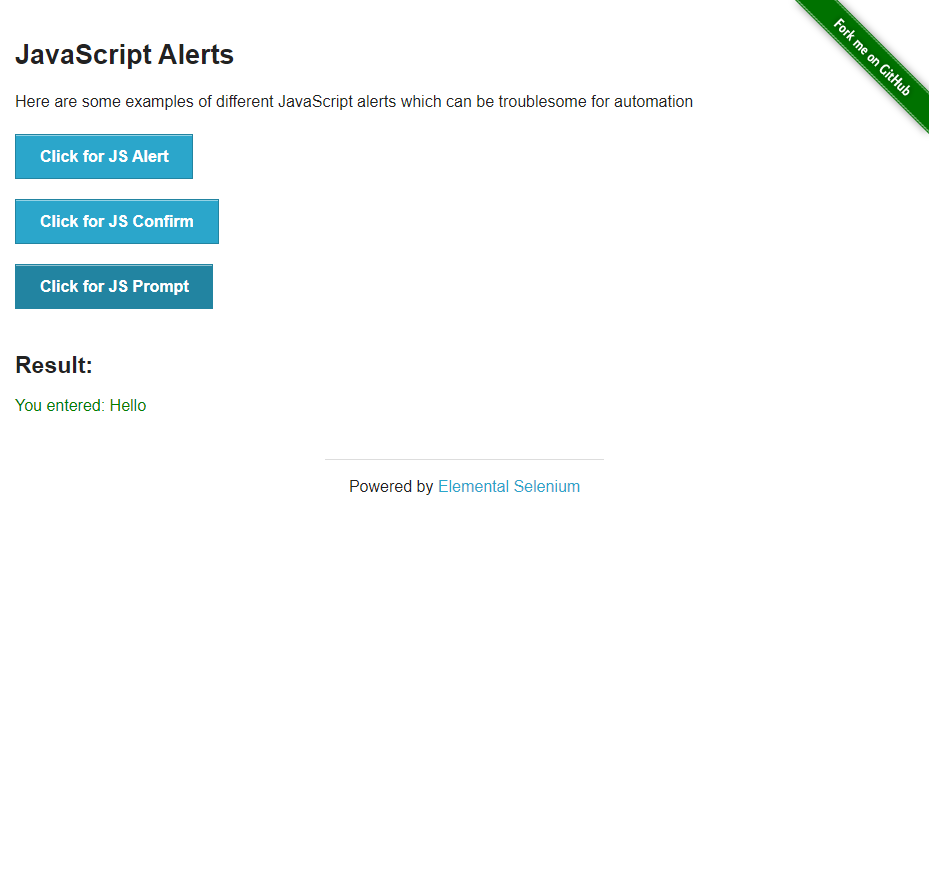 Fork me on GitHub
JavaScript Alerts
Here are some examples of different JavaScript alerts which can be troublesome for automation
Click for JS Alert
Click for JS Confirm
Click for JS Prompt
Result:
You entered: Hello
Powered by Elemental Selenium